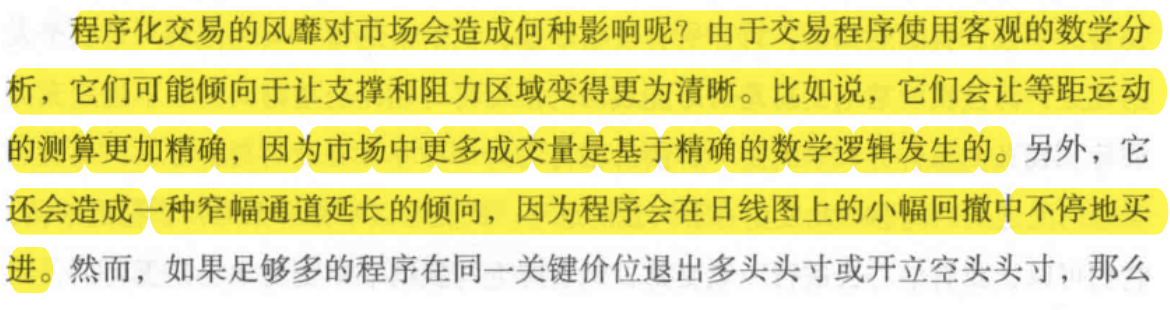 程序化交易的风靡对市场会造成何种影响呢？由于交易程序使用客观的数学分
析，它们可能倾向于让支撑和阻力区域变得更为清晰。比如说，它们会让等距运动
的测算更加精确，因为市场中更多成交量是基于精确的数学逻辑发生的。另外，它
还会造成一种窄幅通道延长的倾向，因为程序会在日线图上的小幅回撤中不停地买
进。然而，如果足够多的程序在同一关键价位退出多头头寸或开立空头头寸，那么